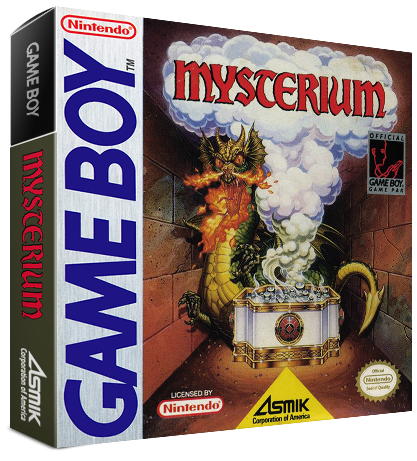 GAME BOY
MYSTERIUM
ASMIK
Corporation of America
Nintendo
GAME BOY
TM
MYSTERIUM
OFFICIAL
GAME BOY
GAME PAK
LICENSED BY
Nintendo
ASMIK
Corporation of America
Official
Nintendo
Seal of Quality